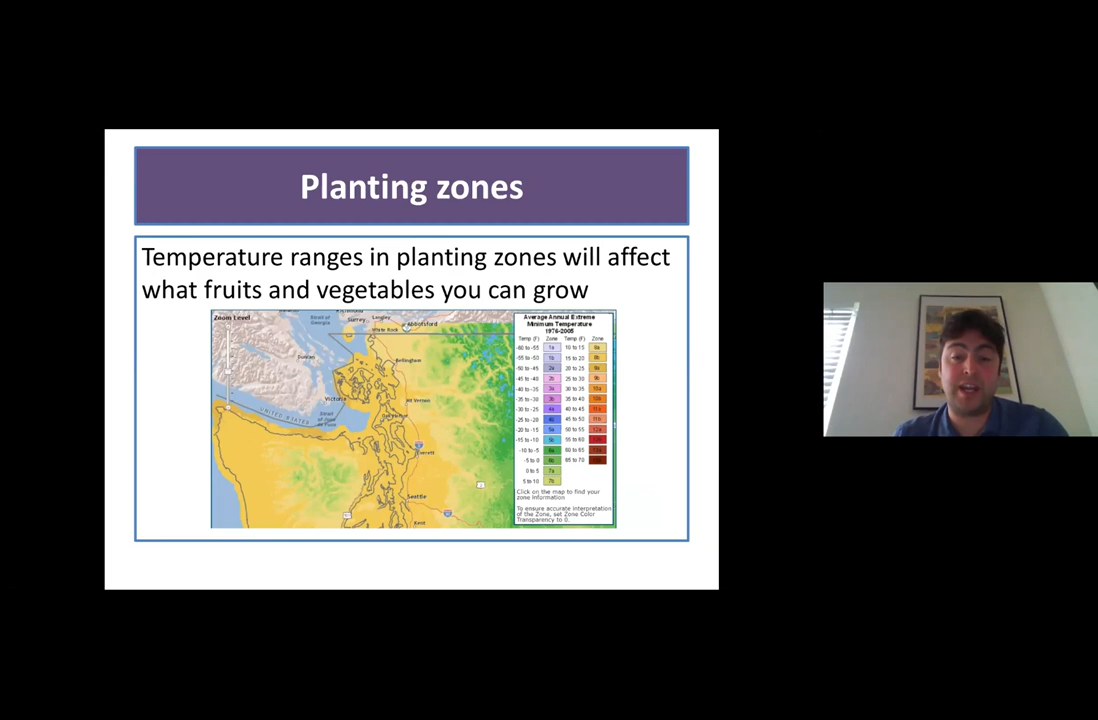 Planting zones
Temperature ranges in planting zones will affect
what fruits and vegetables you can grow
Zoom Level
Strait of
Georgia
Richmond
Surrey
Langley
Abbotsford
White Rock
Duncan
Bellingham
Victoria
Mt Vernon
Oak Harbor
UNITED STATES
Strait
of Juan
de Fuca
Everett
Seattle
Kent
2
Average Annual Extreme
Minimum Temperature
1976-2005
Temp (F) Zone Temp (F) Zone
-60 to -55 1a 10 to 15 8a
-55 to -50 1b 15 to 20 8b
-50 to -45 2a 20 to 25 9a
-45 to -40 2b 25 to 30 9b
-40 to -35 3a 30 to 35 10a
-35 to -30 3b 35 to 40 10b
-30 to -25 4a 40 to 45 11a
-25 to -20 4b 45 to 50 11b
-20 to -15 5a 50 to 55 12a
-15 to -10 5b 55 to 60 12b
-10 to -5 6a 60 to 65 13a
-5 to 0 6b 65 to 70
0 to 5 7a
5 to 10 7b
Click on the map to find your
zone information
To ensure accurate interpretation
of the Zone, set Zone Color
Transparency to 0.